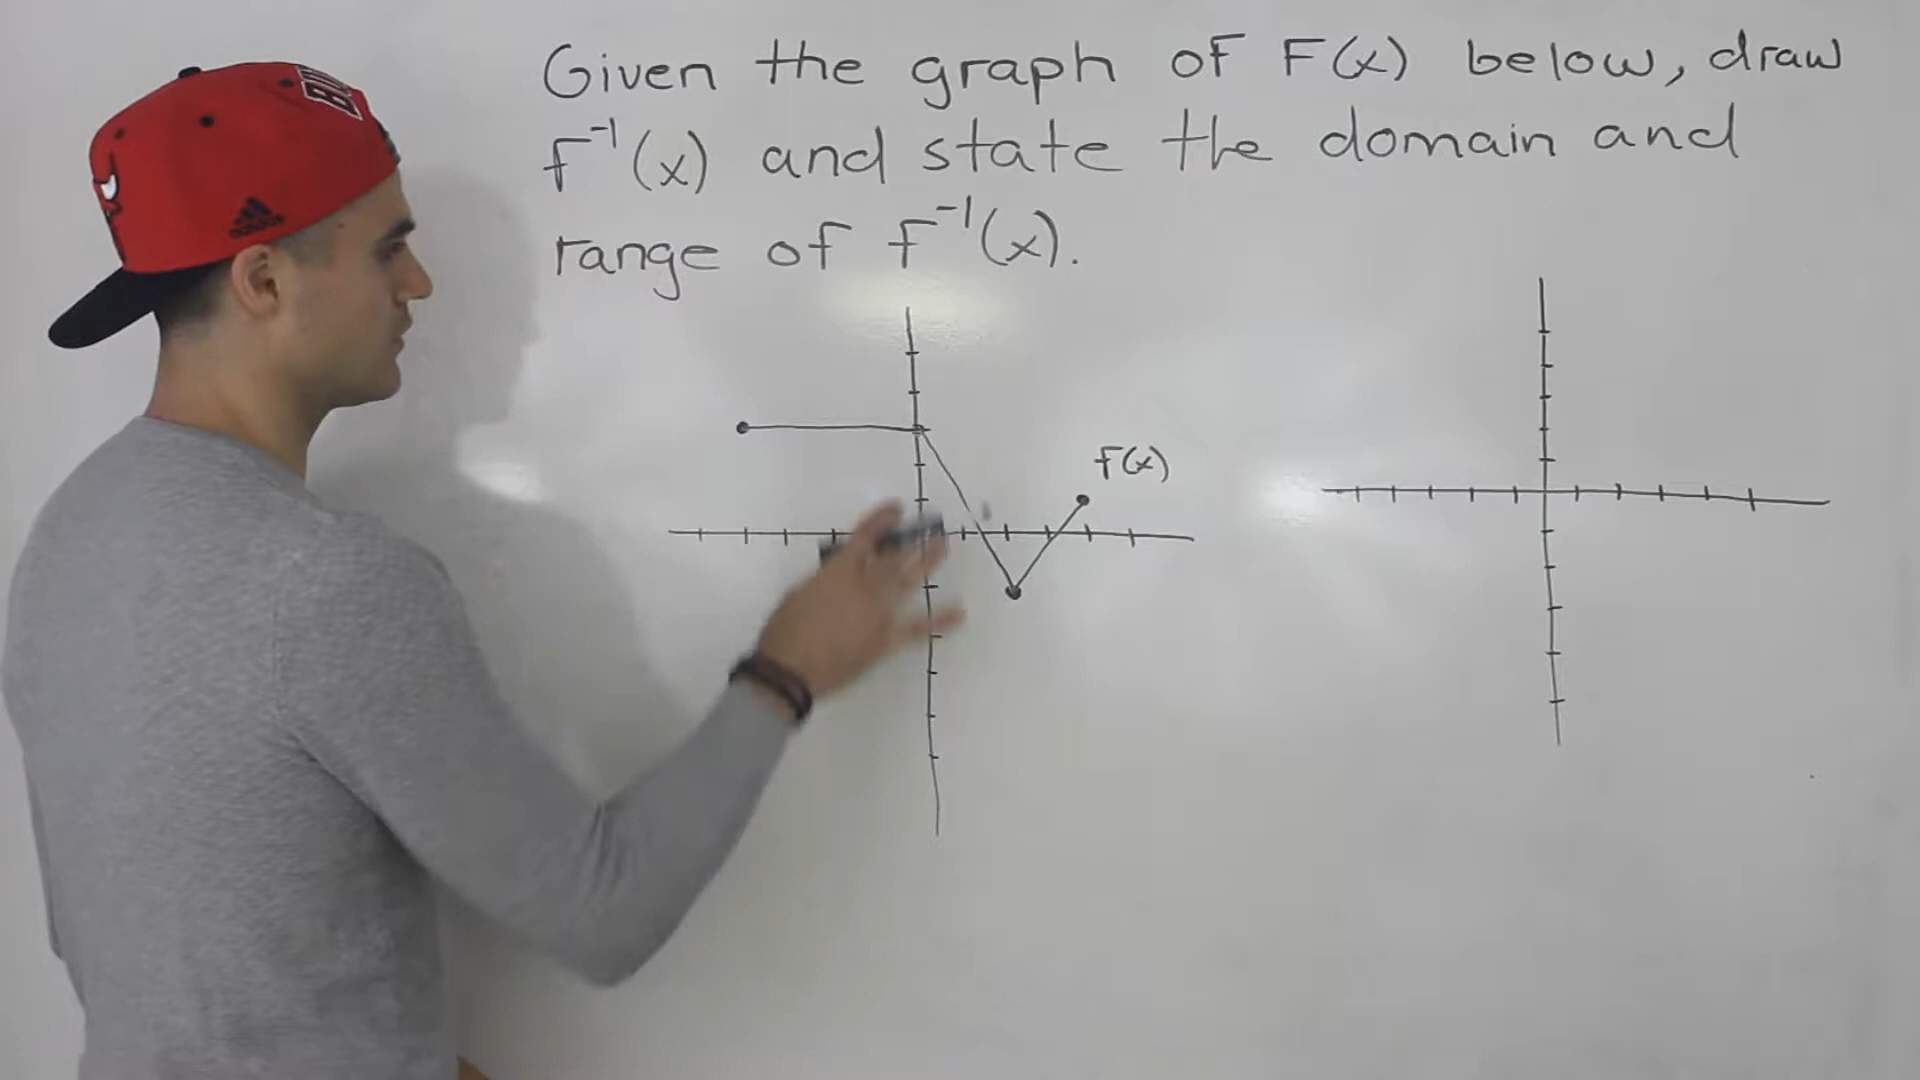 Given the graph of f(x) below, draw
f⁻¹(x) and state the domain and
range of f⁻¹(x).
f(x)